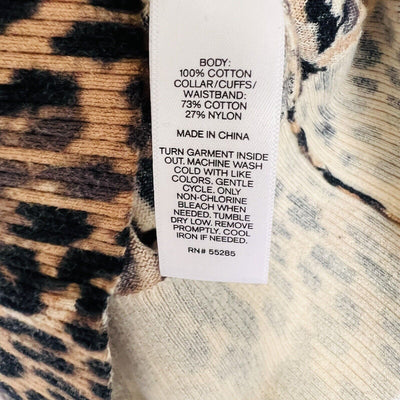 BODY:
100% COTTON
COLLAR/CUFFS/
WAISTBAND:
73% COTTON
27% NYLON
MADE IN CHINA
TURN GARMENT INSIDE
OUT. MACHINE WASH
COLD WITH LIKE
COLORS. GENTLE
CYCLE. ONLY
NON-CHLORINE
BLEACH WHEN
NEEDED. TUMBLE
DRY LOW. REMOVE
PROMPTLY. COOL
IRON IF NEEDED.
RN# 55285